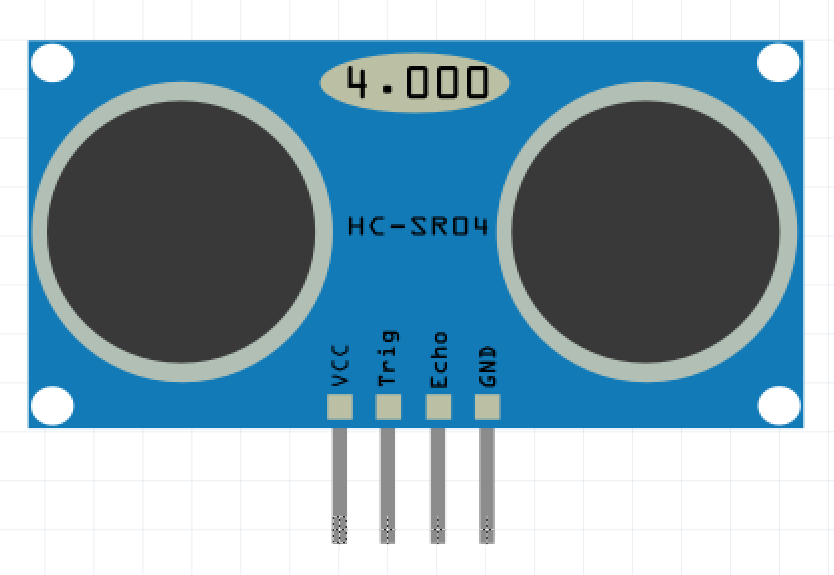 4.000
HC-SR04
VCC
Trig
Echo
GND